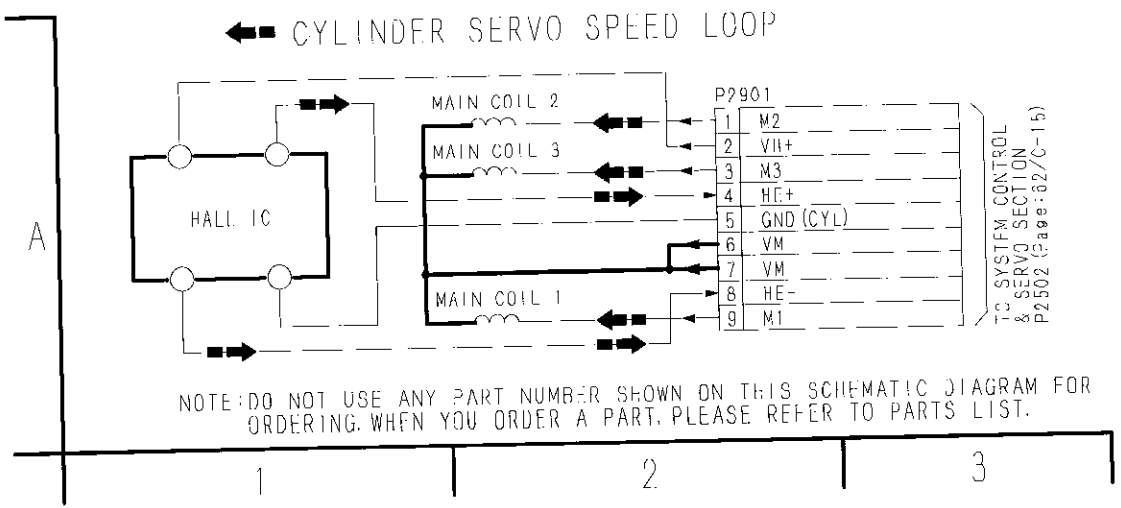 CYLINDER SERVO SPEED LOOP
P2901
MAIN COIL 2
1 M2
2 VH+
MAIN COIL 3
3 M3
4 HE+
HALL IC
5 GND (CYL)
6 VM
7 VM
MAIN COIL 1
8 HE-
9 M1
TO SYSTEM CONTROL
& SERVO SECTION
P2502 (Page:62/C-15)
A
NOTE:DO NOT USE ANY PART NUMBER SHOWN ON THIS SCHEMATIC DIAGRAM FOR
ORDERING. WHEN YOU ORDER A PART, PLEASE REFER TO PARTS LIST.
1 2 3